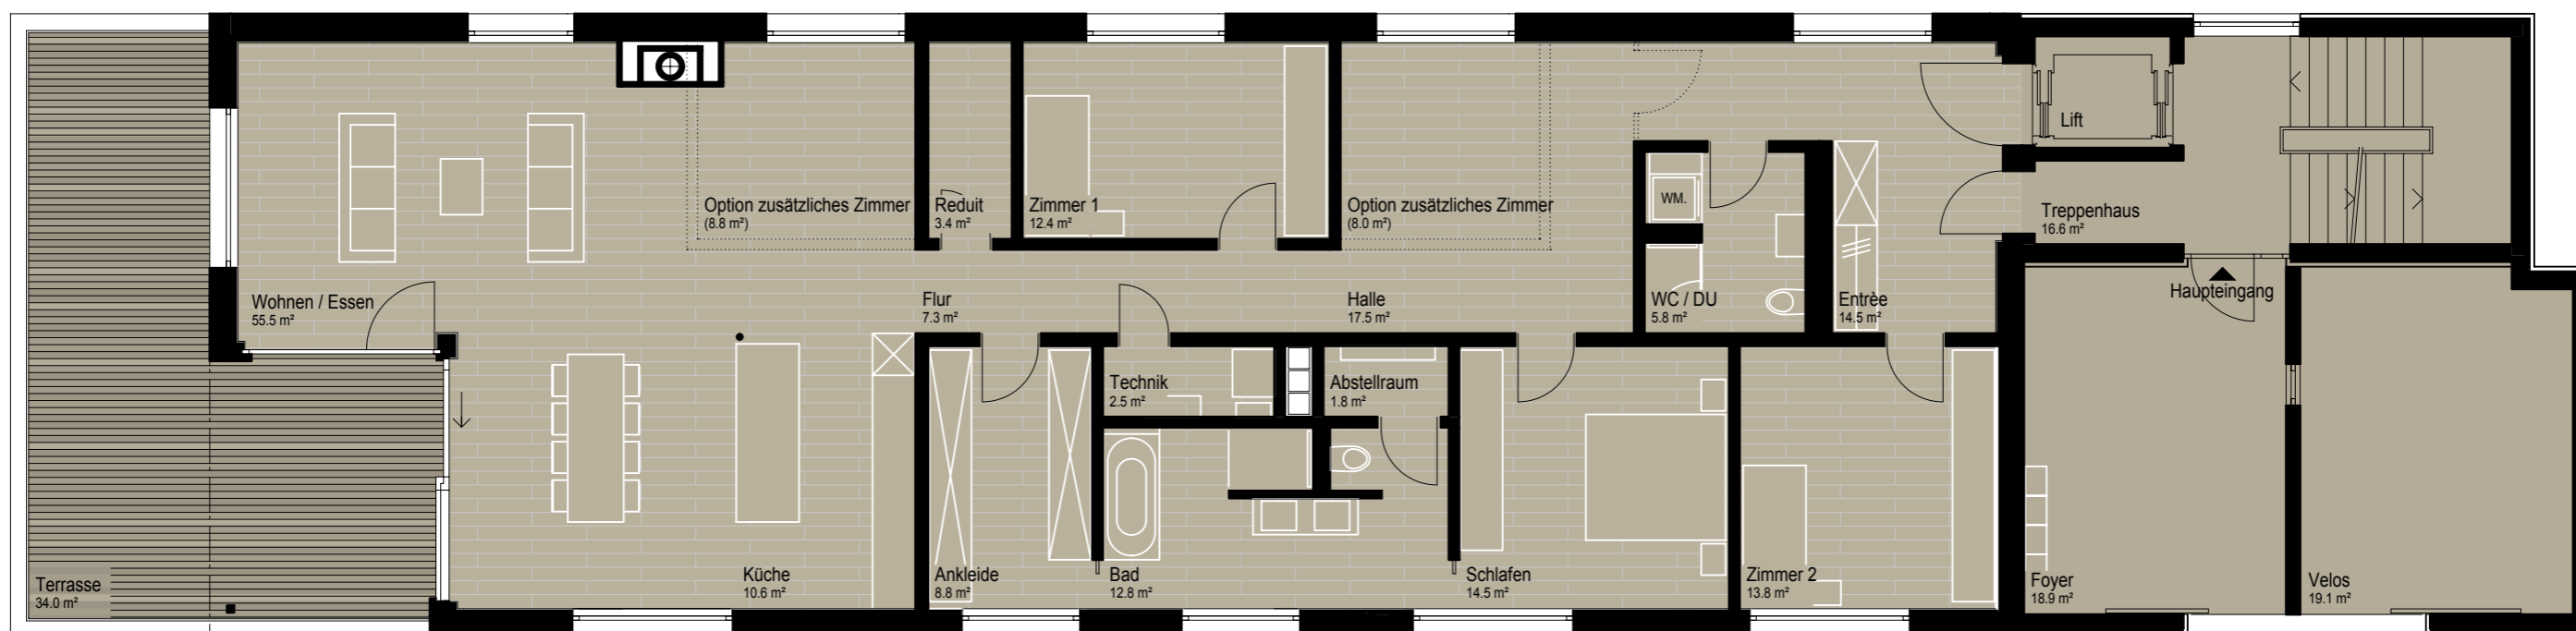 Lift
Option zusätzliches Zimmer
(8.8 m²)
Reduit
3.4 m²
Zimmer 1
12.4 m²
Option zusätzliches Zimmer
(8.0 m²)
WM.
Treppenhaus
16.6 m²
Wohnen / Essen
55.5 m²
Flur
7.3 m²
Halle
17.5 m²
WC / DU
5.8 m²
Entrèe
14.5 m²
Haupteingang
Technik
2.5 m²
Abstellraum
1.8 m²
Terrasse
34.0 m²
Küche
10.6 m²
Ankleide
8.8 m²
Bad
12.8 m²
Schlafen
14.5 m²
Zimmer 2
13.8 m²
Foyer
18.9 m²
Velos
19.1 m²